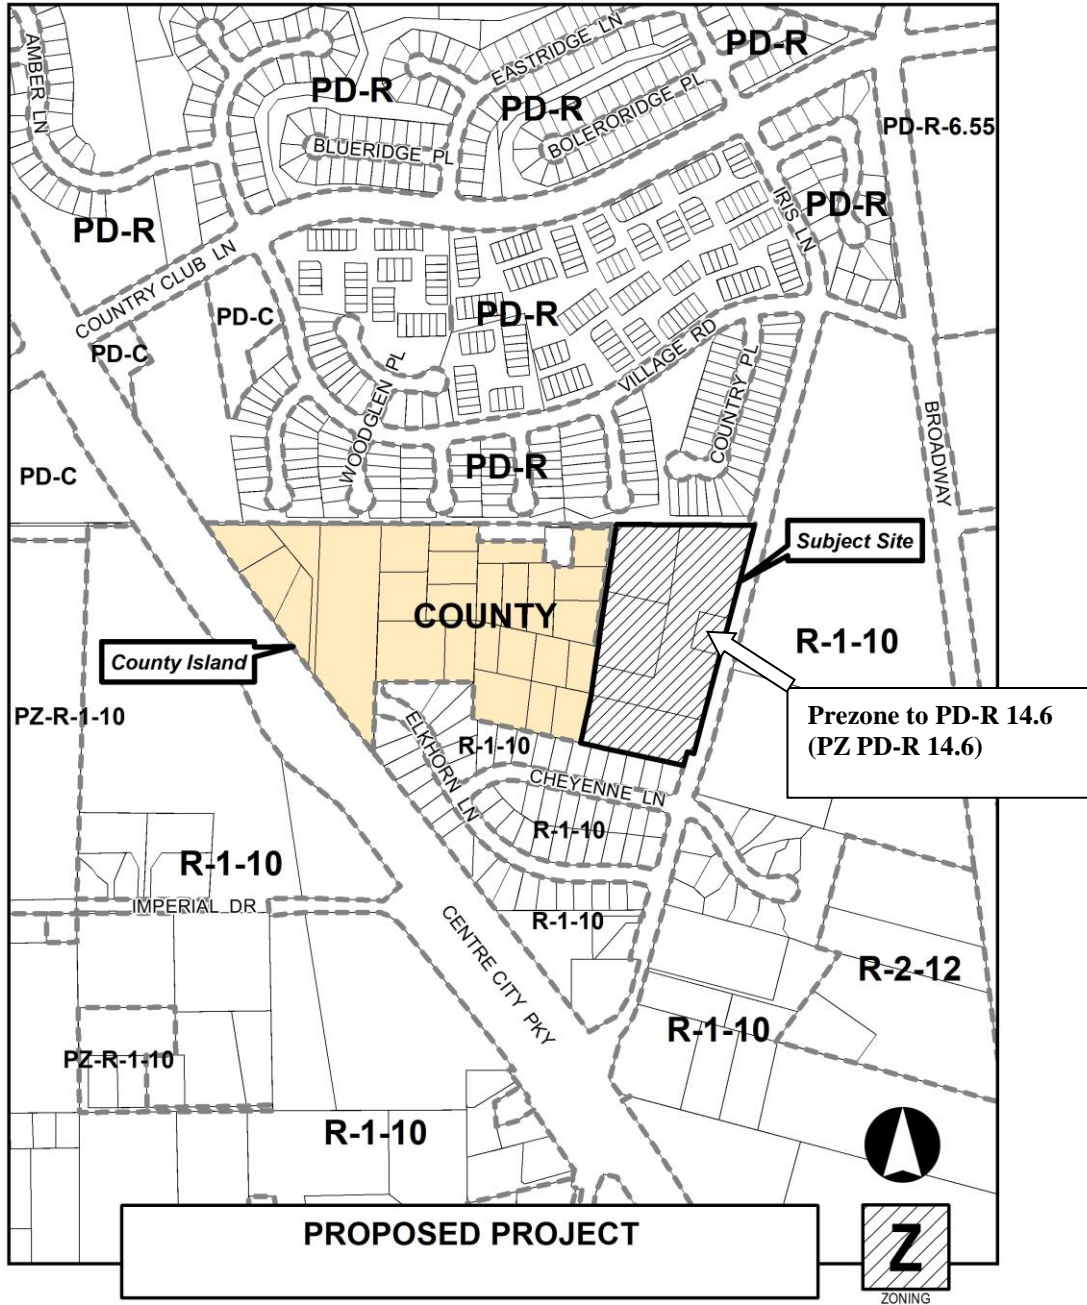 AMBER LN
EASTRIDGE LN
PD-R
PD-R
PD-R
BOLERORIDGE PL
PD-R-6.55
BLUERIDGE PL
IRIS LN
PD-R
PD-R
COUNTRY CLUB LN
PD-C
PD-R
PD-C
VILLAGE RD
WOODGLEN PL
COUNTRY PL
BROADWAY
PD-R
PD-C
Subject Site
COUNTY
R-1-10
County Island
PZ-R-1-10
Prezone to PD-R 14.6
(PZ PD-R 14.6)
ELKHORN LN
R-1-10
CHEYENNE LN
R-1-10
R-1-10
IMPERIAL DR
R-1-10
CENTRE CITY PKY
R-2-12
R-1-10
PZ-R-1-10
R-1-10
PROPOSED PROJECT
Z
ZONING